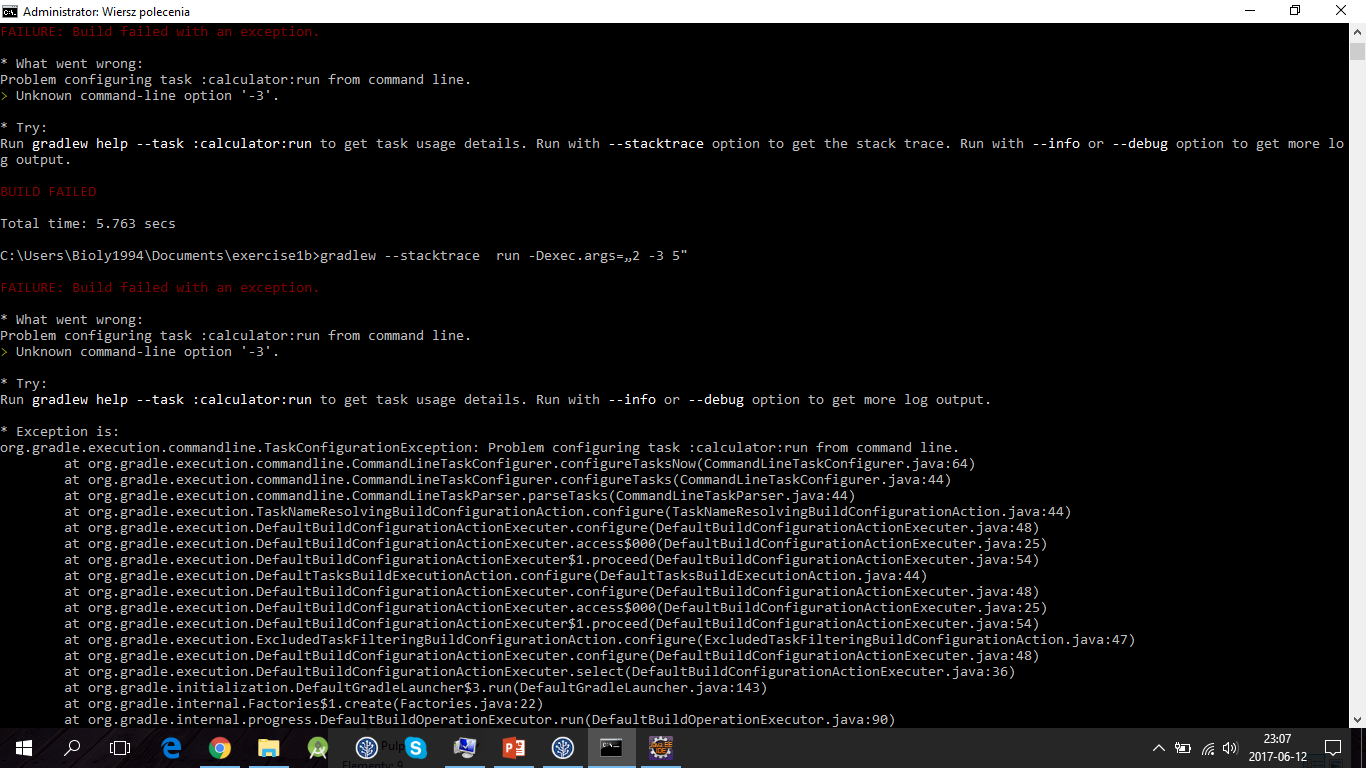 Administrator: Wiersz polecenia
FAILURE: Build failed with an exception.
* What went wrong:
Problem configuring task :calculator:run from command line.
> Unknown command-line option '-3'.
* Try:
Run gradlew help --task :calculator:run to get task usage details. Run with --stacktrace option to get the stack trace. Run with --info or --debug option to get more lo
g output.
BUILD FAILED
Total time: 5.763 secs
C:\Users\Bioly1994\Documents\exercise1b>gradlew --stacktrace  run -Dexec.args=„2 -3 5"
FAILURE: Build failed with an exception.
* What went wrong:
Problem configuring task :calculator:run from command line.
> Unknown command-line option '-3'.
* Try:
Run gradlew help --task :calculator:run to get task usage details. Run with --info or --debug option to get more log output.
* Exception is:
org.gradle.execution.commandline.TaskConfigurationException: Problem configuring task :calculator:run from command line.
at org.gradle.execution.commandline.CommandLineTaskConfigurer.configureTasksNow(CommandLineTaskConfigurer.java:64)
at org.gradle.execution.commandline.CommandLineTaskConfigurer.configureTasks(CommandLineTaskConfigurer.java:44)
at org.gradle.execution.commandline.CommandLineTaskParser.parseTasks(CommandLineTaskParser.java:44)
at org.gradle.execution.TaskNameResolvingBuildConfigurationAction.configure(TaskNameResolvingBuildConfigurationAction.java:44)
at org.gradle.execution.DefaultBuildConfigurationActionExecuter.configure(DefaultBuildConfigurationActionExecuter.java:48)
at org.gradle.execution.DefaultBuildConfigurationActionExecuter.access$000(DefaultBuildConfigurationActionExecuter.java:25)
at org.gradle.execution.DefaultBuildConfigurationActionExecuter$1.proceed(DefaultBuildConfigurationActionExecuter.java:54)
at org.gradle.execution.DefaultTasksBuildExecutionAction.configure(DefaultTasksBuildExecutionAction.java:44)
at org.gradle.execution.DefaultBuildConfigurationActionExecuter.configure(DefaultBuildConfigurationActionExecuter.java:48)
at org.gradle.execution.DefaultBuildConfigurationActionExecuter.access$000(DefaultBuildConfigurationActionExecuter.java:25)
at org.gradle.execution.DefaultBuildConfigurationActionExecuter$1.proceed(DefaultBuildConfigurationActionExecuter.java:54)
at org.gradle.execution.ExcludedTaskFilteringBuildConfigurationAction.configure(ExcludedTaskFilteringBuildConfigurationAction.java:47)
at org.gradle.execution.DefaultBuildConfigurationActionExecuter.configure(DefaultBuildConfigurationActionExecuter.java:48)
at org.gradle.execution.DefaultBuildConfigurationActionExecuter.select(DefaultBuildConfigurationActionExecuter.java:36)
at org.gradle.initialization.DefaultGradleLauncher$3.run(DefaultGradleLauncher.java:143)
at org.gradle.internal.Factories$1.create(Factories.java:22)
at org.gradle.internal.progress.DefaultBuildOperationExecutor.run(DefaultBuildOperationExecutor.java:90)
Pulp
23:07
2017-06-12